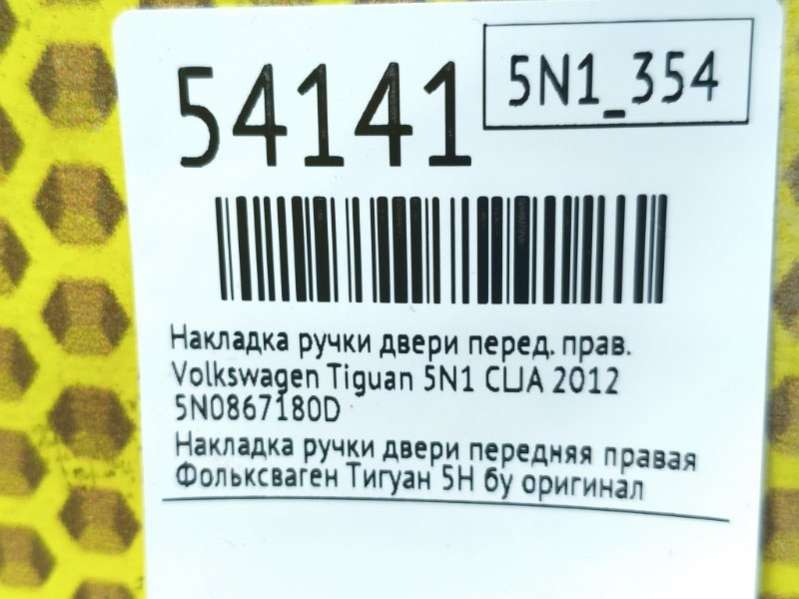 54141
5N1_354
Накладка ручки двери перед. прав.
Volkswagen Tiguan 5N1 США 2012
5N0867180D
Накладка ручки двери передняя правая
Фольксваген Тигуан 5Н бу оригинал